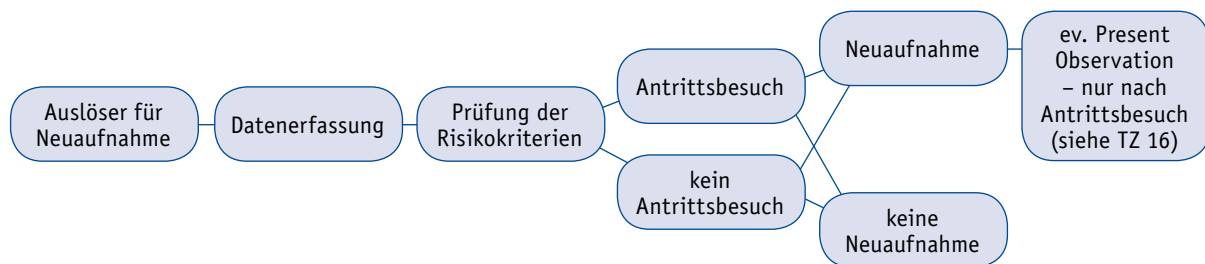 Auslöser für
Neuaufnahme
Datenerfassung
Prüfung der
Risikokriterien
Antrittsbesuch
kein
Antrittsbesuch
Neuaufnahme
keine
Neuaufnahme
ev. Present
Observation
– nur nach
Antrittsbesuch
(siehe TZ 16)